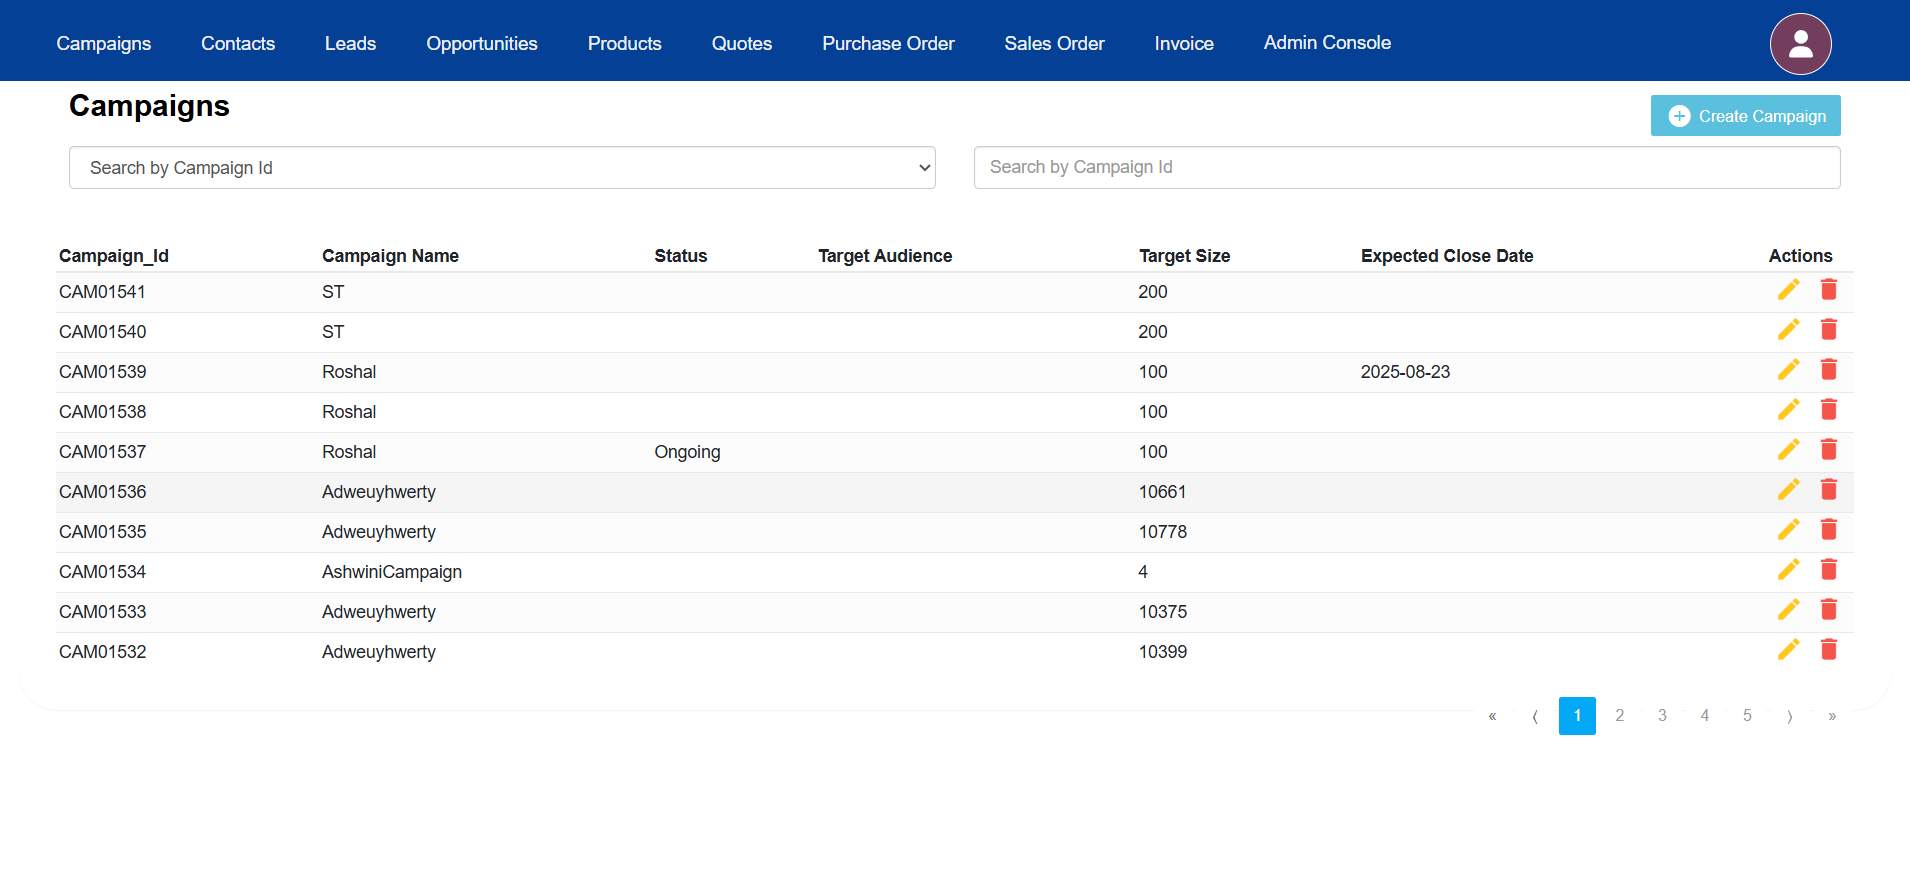 Campaigns Contacts Leads Opportunities Products Quotes Purchase Order Sales Order Invoice Admin Console
Campaigns
Create Campaign
Search by Campaign Id
Search by Campaign Id
Campaign_Id Campaign Name Status Target Audience Target Size Expected Close Date Actions
CAM01541 ST 200
CAM01540 ST 200
CAM01539 Roshal 100 2025-08-23
CAM01538 Roshal 100
CAM01537 Roshal Ongoing 100
CAM01536 Adweuyhwerty 10661
CAM01535 Adweuyhwerty 10778
CAM01534 AshwiniCampaign 4
CAM01533 Adweuyhwerty 10375
CAM01532 Adweuyhwerty 10399
« ⟨ 1 2 3 4 5 ⟩ »